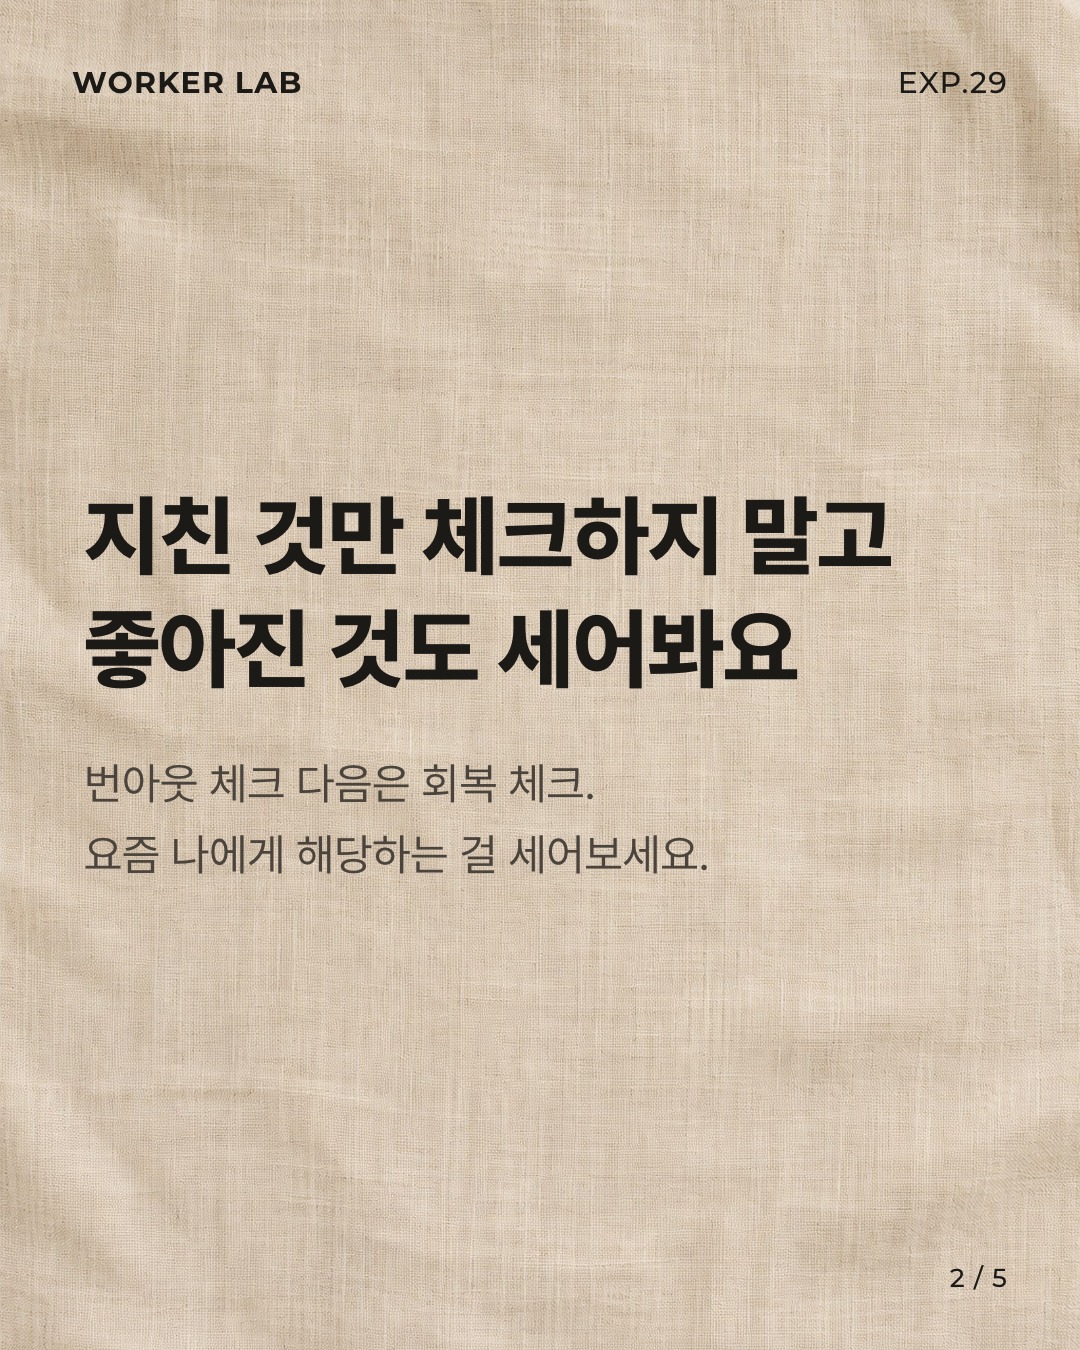 WORKER LAB
EXP.29
지친 것만 체크하지 말고
좋아진 것도 세어봐요
번아웃 체크 다음은 회복 체크.
요즘 나에게 해당하는 걸 세어보세요.
2 / 5